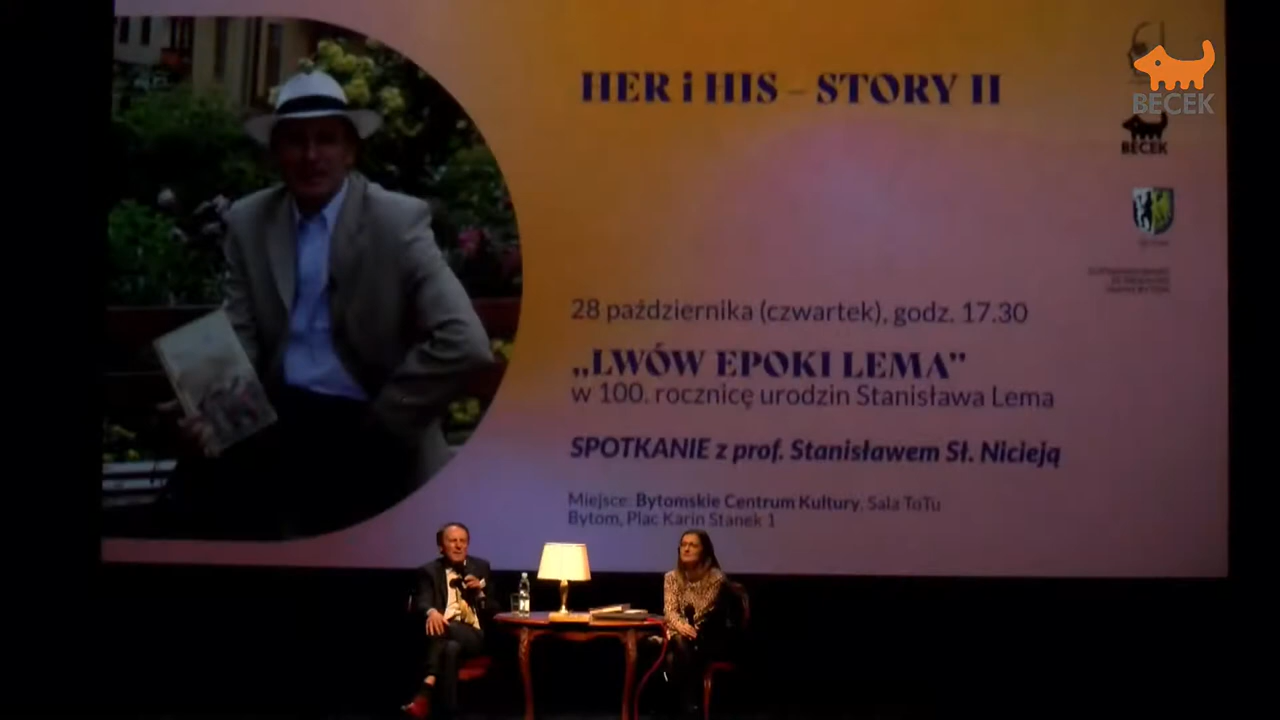 HER i HIS – STORY II
BECEK
BECEK
28 października (czwartek), godz. 17.30
„LWÓW EPOKI LEMA”
w 100. rocznicę urodzin Stanisława Lema
SPOTKANIE z prof. Stanisławem Sł. Nicieją
Miejsce: Bytomskie Centrum Kultury, Sala ToTu
Bytom, Plac Karin Stanek 1